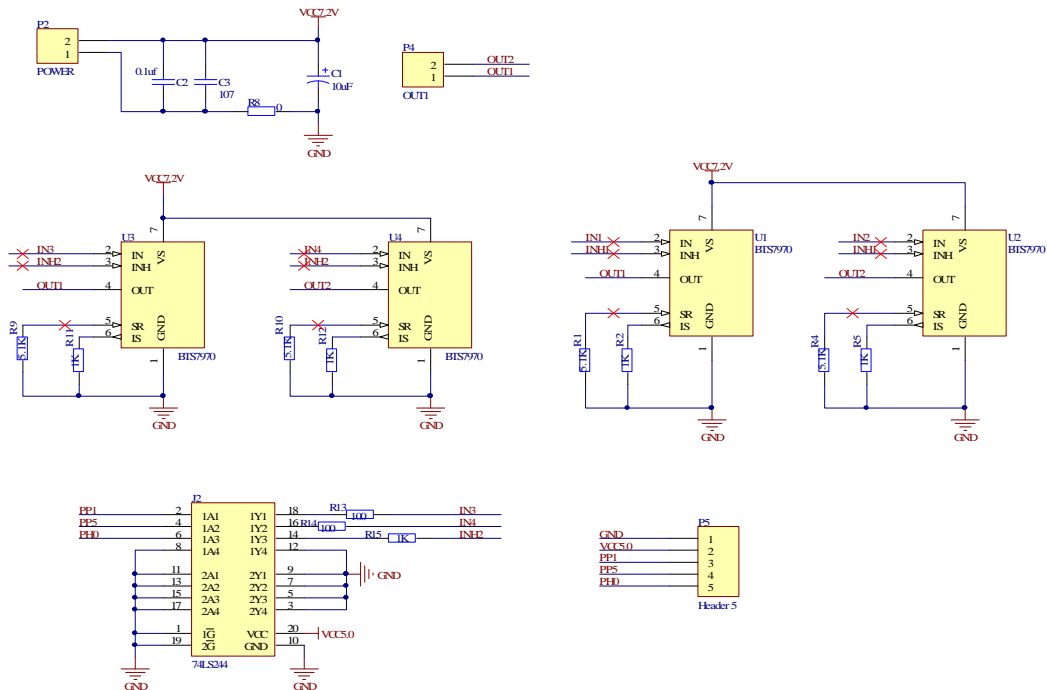 VCC7.2V
P2
2
1
POWER
0.1uf
C2
C3
107
R8
0
C1
10uF
GND
P4
2
1
OUT2
OUT1
OUT1
VCC7.2V
U3
7
IN3
2
IN
VS
INH2
3
INH
OUT1
4
OUT
5
SR
6
IS
GND
1
BTS7970
R9
5.1K
R11
1K
GND
U4
7
IN4
2
IN
VS
INH2
3
INH
OUT2
4
OUT
5
SR
6
IS
GND
1
BTS7970
R10
5.1K
R12
1K
GND
VCC7.2V
U1
BTS7970
7
IN1
2
IN
VS
INH1
3
INH
OUT1
4
OUT
5
SR
6
IS
GND
1
R1
5.1K
R2
1K
GND
U2
BTS7970
7
IN2
2
IN
VS
INH1
3
INH
OUT2
4
OUT
5
SR
6
IS
GND
1
R4
5.1K
R5
1K
GND
J2
PP1 2 1A1 1Y1 18 R13 100 IN3
PP5 4 1A2 1Y2 16 R14 100 IN4
PH0 6 1A3 1Y3 14 R15 1K INH2
8 1A4 1Y4 12
11 2A1 2Y1 9 GND
13 2A2 2Y2 7
15 2A3 2Y3 5
17 2A4 2Y4 3
1 1G VCC 20 VCC5.0
19 2G GND 10
74LS244
GND
GND
P5
GND 1
VCC5.0 2
PP1 3
PP5 4
PH0 5
Header 5